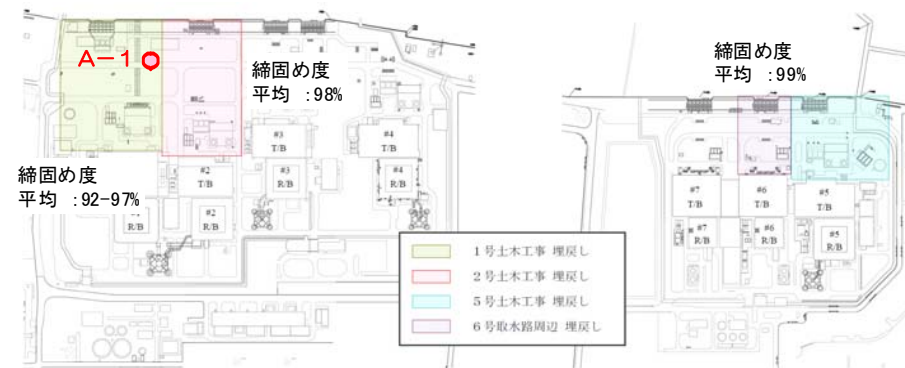 A-1
締固め度
平均 :98%
締固め度
平均 :99%
#3
T/B
#4
T/B
締固め度
平均 :92-97%
#2
T/B
#3
R/B
#4
R/B
#7
T/B
#6
T/B
#5
T/B
R/B
#2
R/B
#7
R/B
#6
R/B
#5
R/B
1号土木工事 埋戻し
2号土木工事 埋戻し
5号土木工事 埋戻し
6号取水路周辺 埋戻し